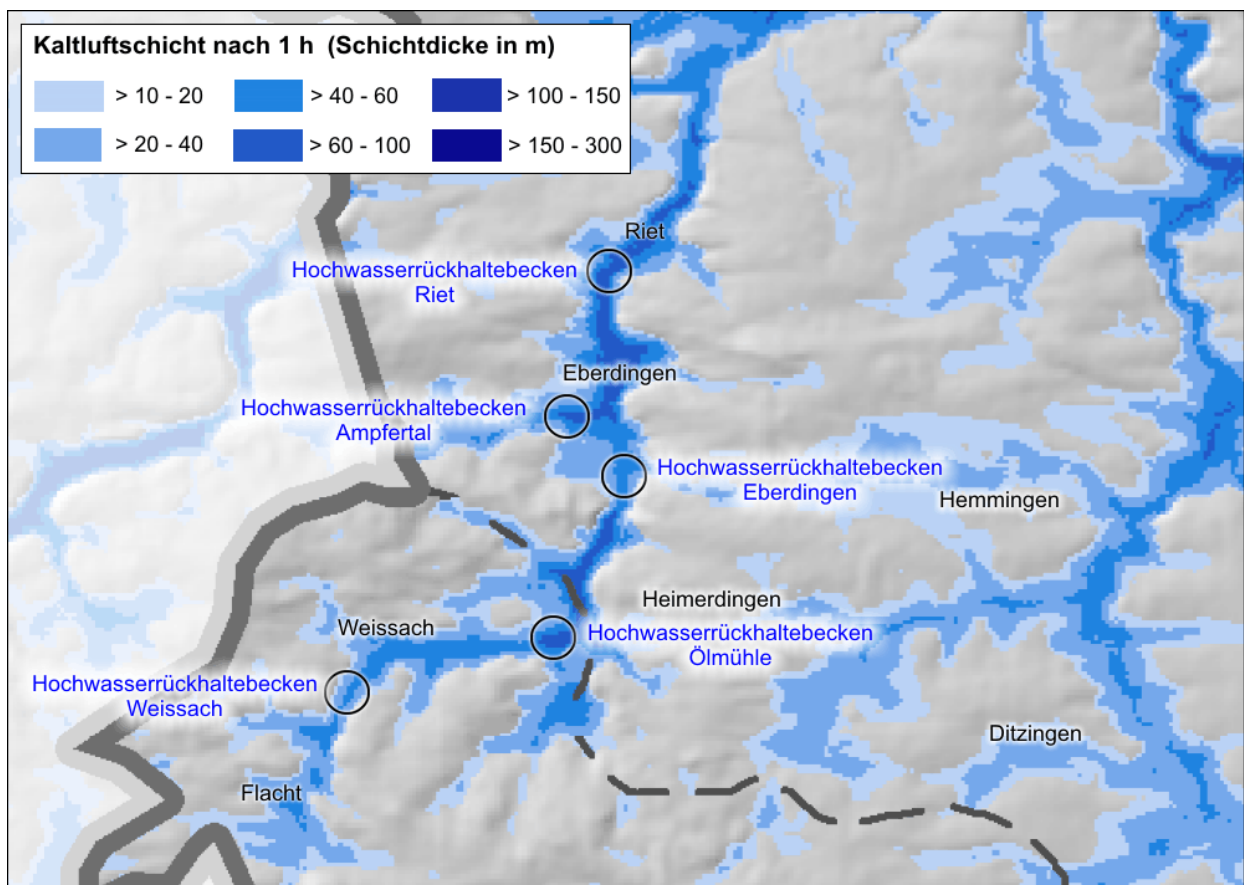 Kaltluftschicht nach 1 h (Schichtdicke in m)
> 10 - 20
> 40 - 60
> 100 - 150
> 20 - 40
> 60 - 100
> 150 - 300
Riet
Hochwasserrückhaltebecken
Riet
Eberdingen
Hochwasserrückhaltebecken
Ampfertal
Hochwasserrückhaltebecken
Eberdingen
Hemmingen
Heimerdingen
Weissach
Hochwasserrückhaltebecken
Ölmühle
Hochwasserrückhaltebecken
Weissach
Ditzingen
Flacht